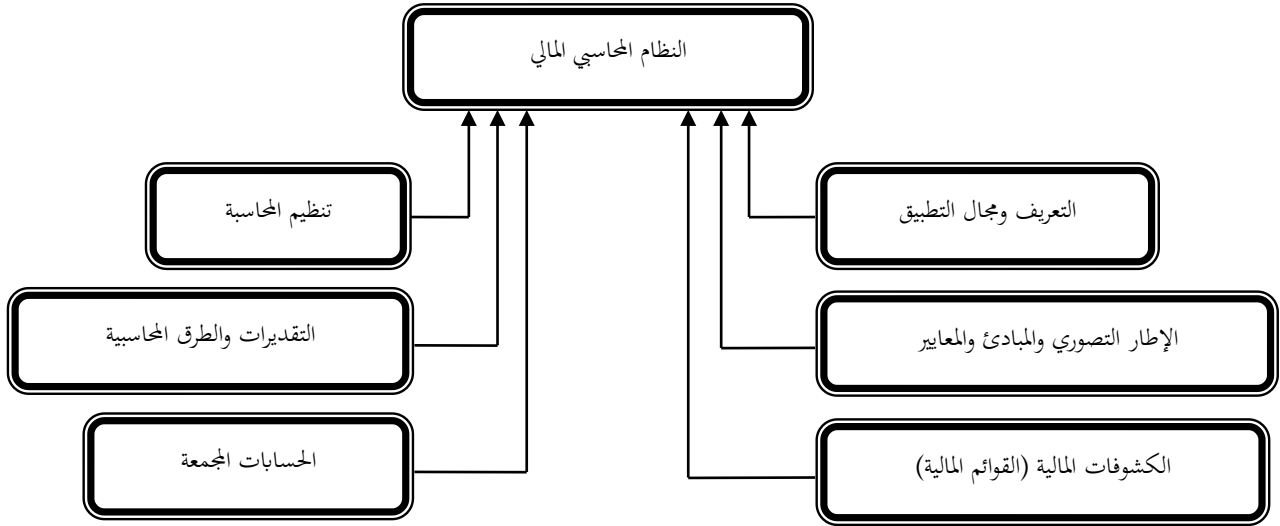 النظام المحاسبي المالي
التعريف ومجال التطبيق
تنظيم المحاسبة
الإطار التصوري والمبادئ والمعايير
التقديرات والطرق المحاسبية
الكشوفات المالية (القوائم المالية)
الحسابات المجمعة